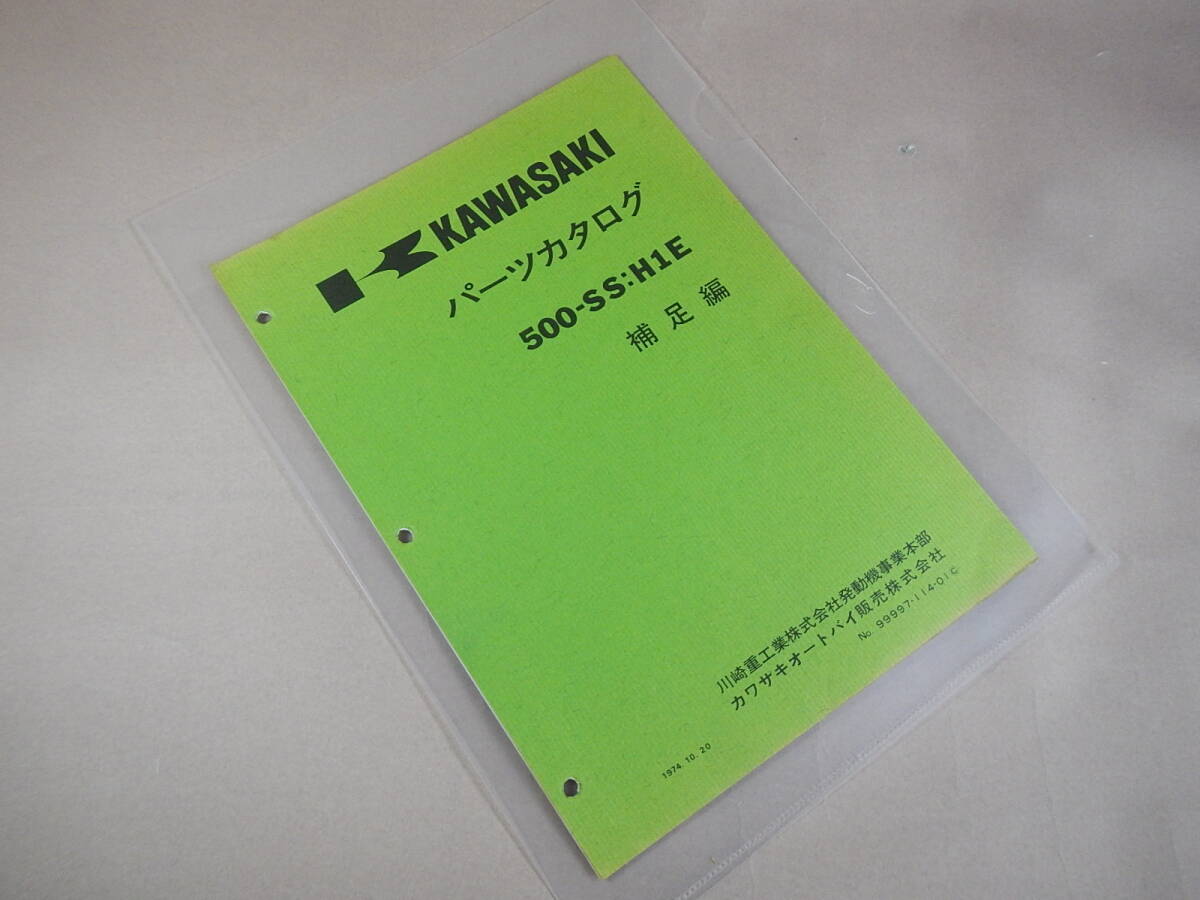 KAWASAKI
パーツカタログ
500-SS:H1E
補足編
川崎重工業株式会社発動機事業本部
カワサキオートバイ販売株式会社
No. 99997-114-01©
1974.10.20